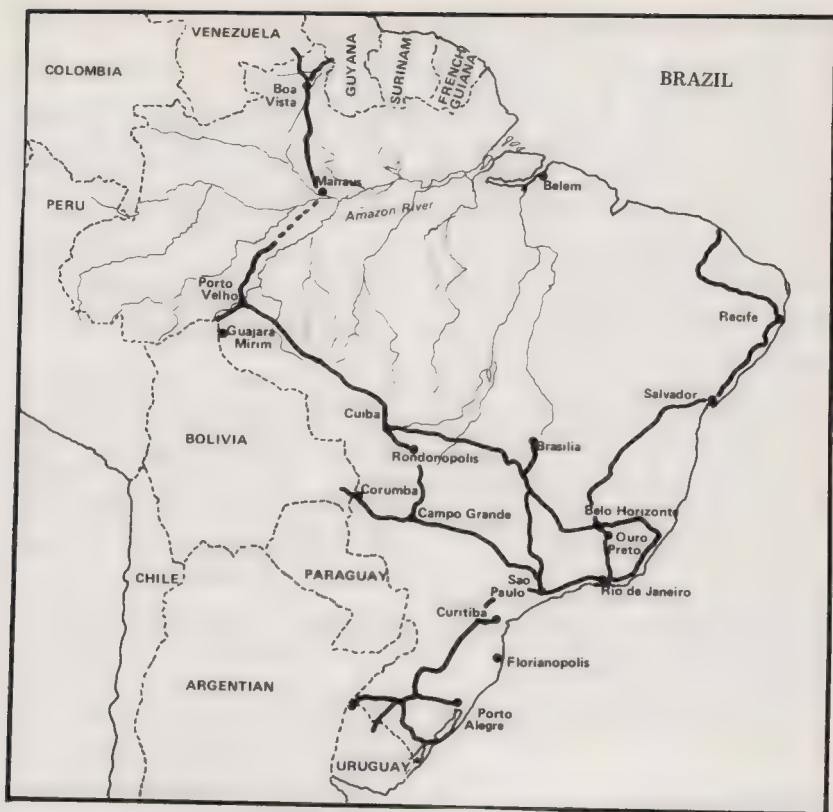 VENEZUELA
COLOMBIA
GUYANA
SURINAM
FRENCH
GUIANA
BRAZIL
Boa
Vista
Manaus
Belem
PERU
Amazon River
Porto
Velho
Guajara
Mirim
Recife
Salvador
Cuiba
BOLIVIA
Rondonopolis
Brasilia
Corumba
Campo Grande
Belo Horizonte
Ouro
Preto
CHILE
PARAGUAY
Sao
Paulo
Rio de Janeiro
Curitiba
Florianopolis
ARGENTIAN
Porto
Alegre
URUGUAY